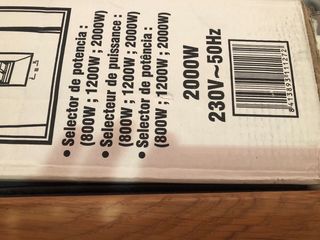 • Selector de potencia :
(800W ; 1200W ; 2000W)
• Selecteur de puissance :
(800W ; 1200W ; 2000W)
• Selector de potência :
(800W ; 1200W ; 2000W)
2000W
230V~50Hz